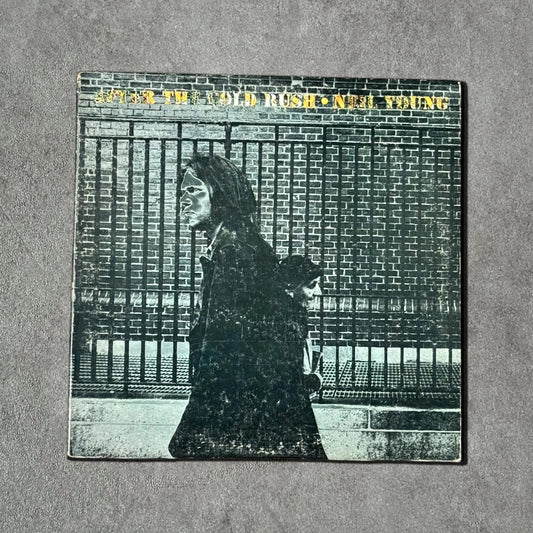 AFTER THE GOLD RUSH • NEIL YOUNG